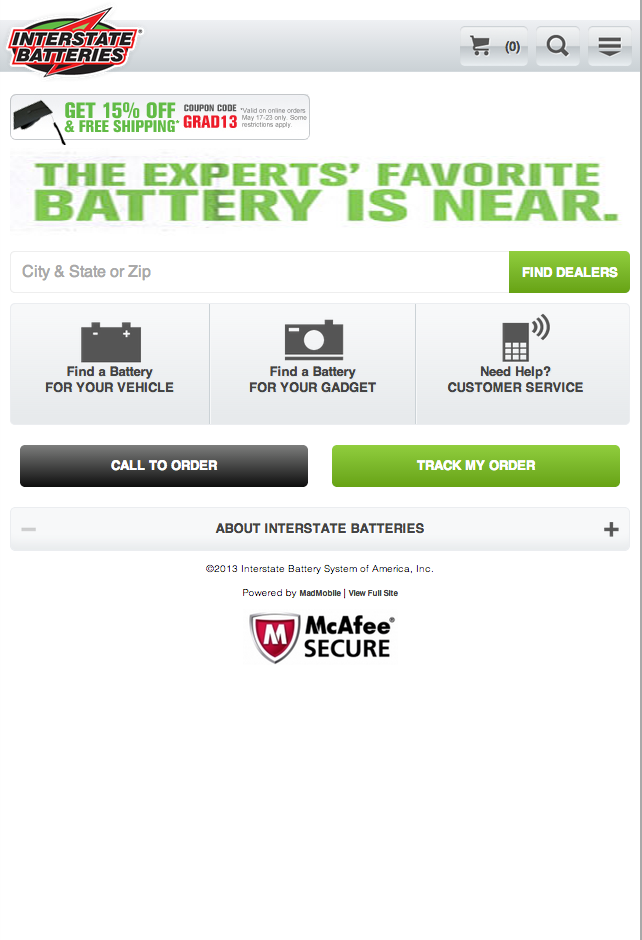 INTERSTATE
BATTERIES®
(0)
GET 15% OFF
& FREE SHIPPING*
COUPON CODE
GRAD13
*Valid on online orders
May 17-23 only. Some
restrictions apply.
THE EXPERTS' FAVORITE
BATTERY IS NEAR.
City & State or Zip
FIND DEALERS
Find a Battery
FOR YOUR VEHICLE
Find a Battery
FOR YOUR GADGET
Need Help?
CUSTOMER SERVICE
CALL TO ORDER
TRACK MY ORDER
ABOUT INTERSTATE BATTERIES
©2013 Interstate Battery System of America, Inc.
Powered by MadMobile | View Full Site
McAfee®
SECURE